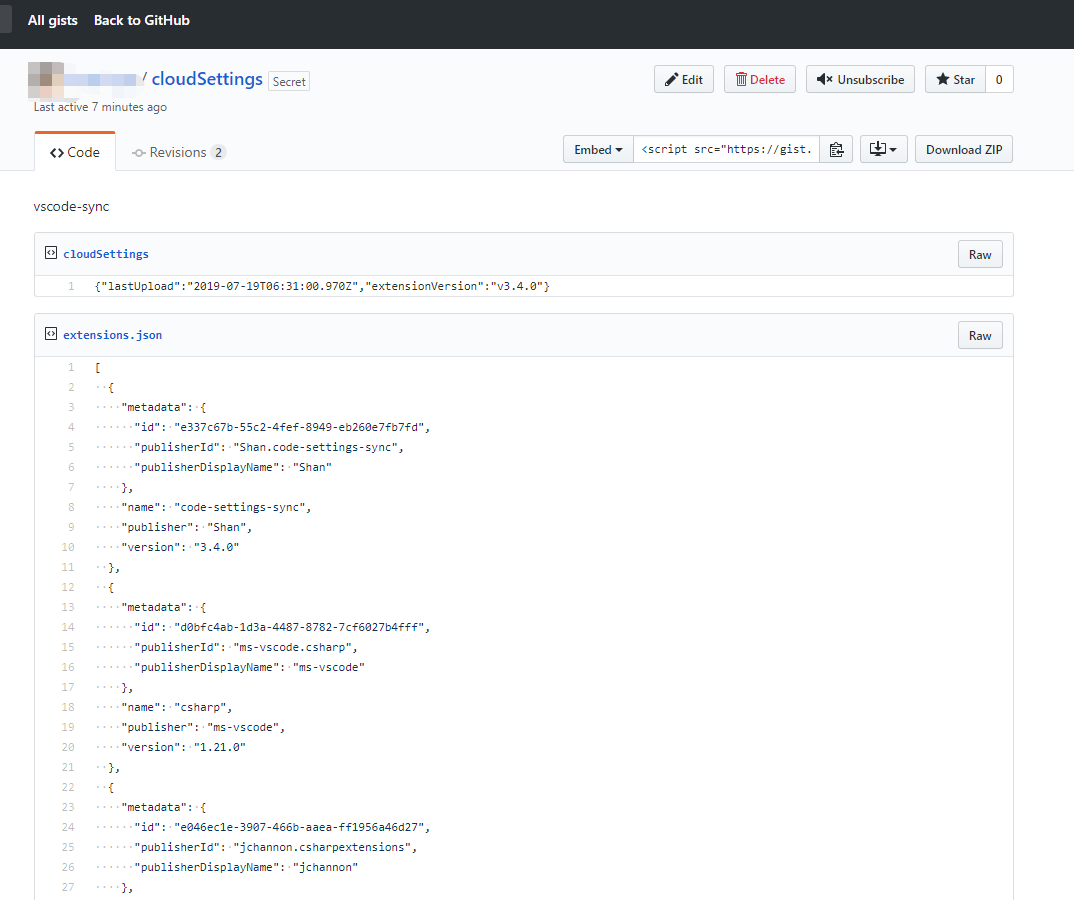 All gists Back to GitHub
/ cloudSettings Secret
Edit Delete Unsubscribe Star 0
Last active 7 minutes ago
Code Revisions 2
Embed <script src="https://gist. Download ZIP
vscode-sync
cloudSettings Raw
1 {"lastUpload":"2019-07-19T06:31:00.970Z","extensionVersion":"v3.4.0"}
extensions.json Raw
1 [
2 ··{
3 ····"metadata":·{
4 ······"id":·"e337c67b-55c2-4fef-8949-eb260e7fb7fd",
5 ······"publisherId":·"Shan.code-settings-sync",
6 ······"publisherDisplayName":·"Shan"
7 ····},
8 ····"name":·"code-settings-sync",
9 ····"publisher":·"Shan",
10 ····"version":·"3.4.0"
11 ··},
12 ··{
13 ····"metadata":·{
14 ······"id":·"d0bfc4ab-1d3a-4487-8782-7cf6027b4fff",
15 ······"publisherId":·"ms-vscode.csharp",
16 ······"publisherDisplayName":·"ms-vscode"
17 ····},
18 ····"name":·"csharp",
19 ····"publisher":·"ms-vscode",
20 ····"version":·"1.21.0"
21 ··},
22 ··{
23 ····"metadata":·{
24 ······"id":·"e046ec1e-3907-466b-aaea-ff1956a46d27",
25 ······"publisherId":·"jchannon.csharpextensions",
26 ······"publisherDisplayName":·"jchannon"
27 ····},